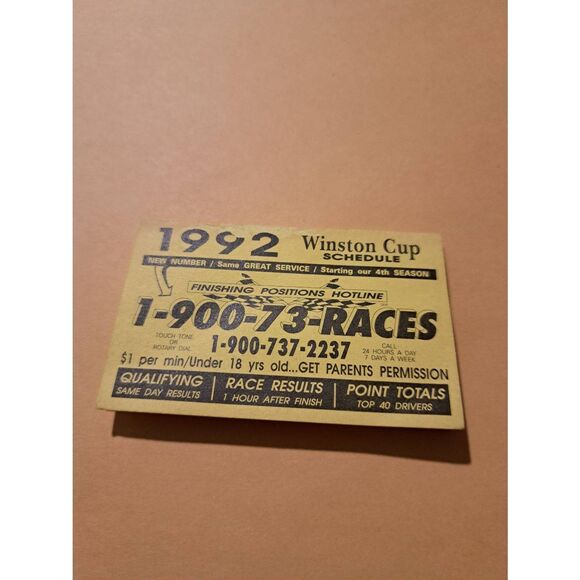 1992 Winston Cup
SCHEDULE
NEW NUMBER / Same GREAT SERVICE / Starting our 4th SEASON
FINISHING POSITIONS HOTLINE
1-900-73-RACES
TOUCH TONE
OR
ROTARY DIAL
1-900-737-2237
CALL
24 HOURS A DAY
7 DAYS A WEEK
$1 per min/Under 18 yrs old...GET PARENTS PERMISSION
QUALIFYING
SAME DAY RESULTS
RACE RESULTS
1 HOUR AFTER FINISH
POINT TOTALS
TOP 40 DRIVERS